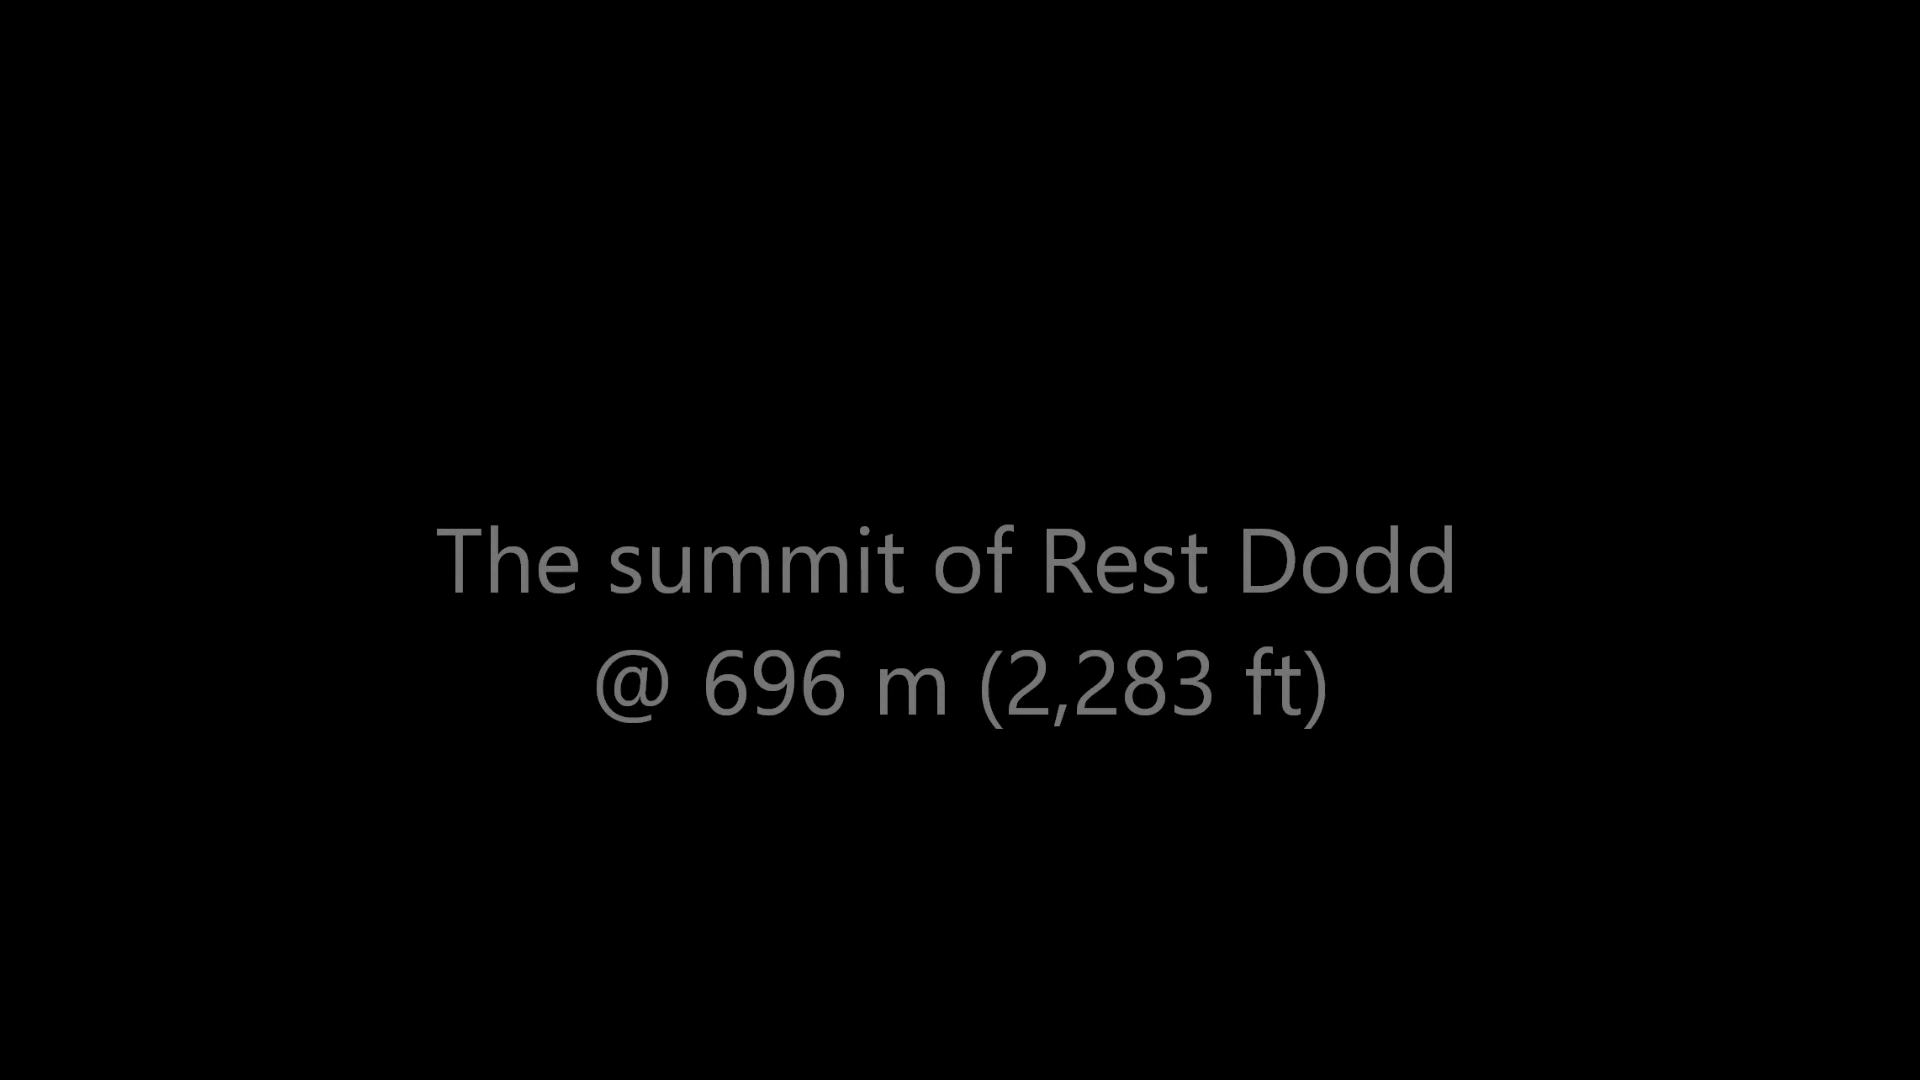 The summit of Rest Dodd
@ 696 m (2,283 ft)